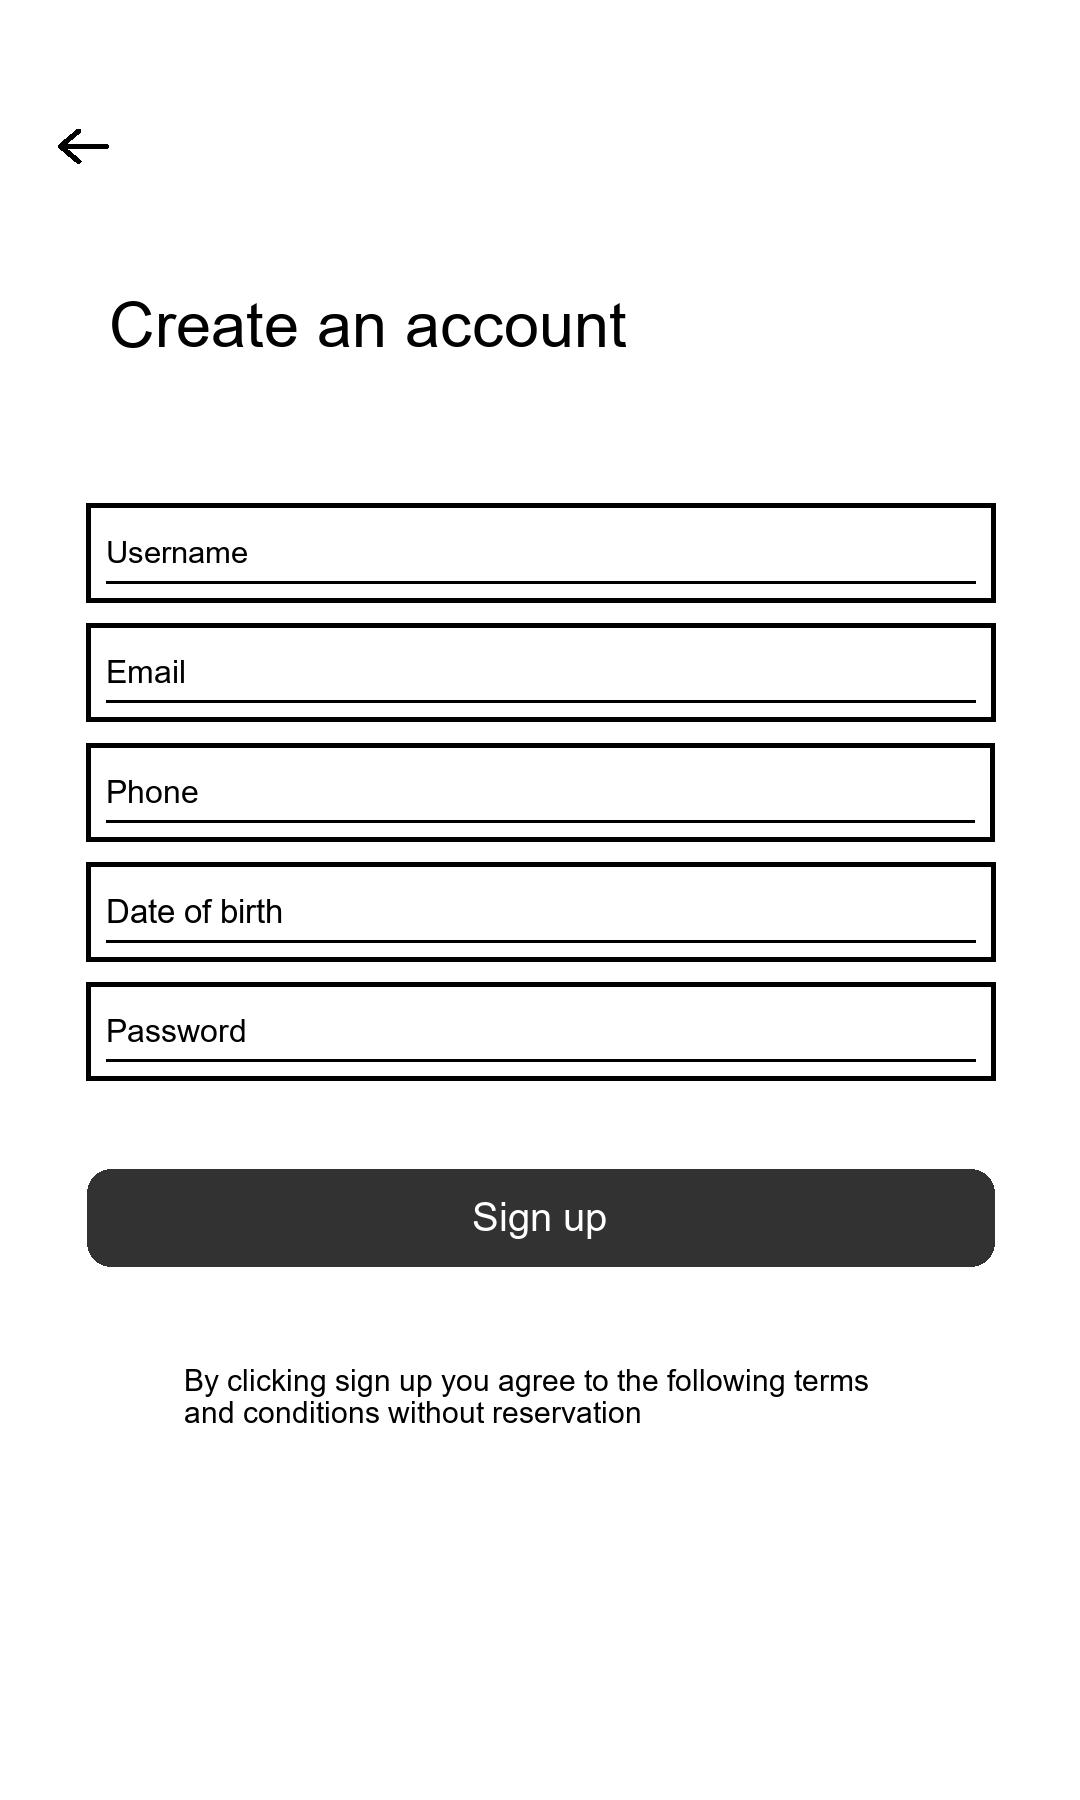 Create an account
Username
Email
Phone
Date of birth
Password
Sign up
By clicking sign up you agree to the following terms
and conditions without reservation